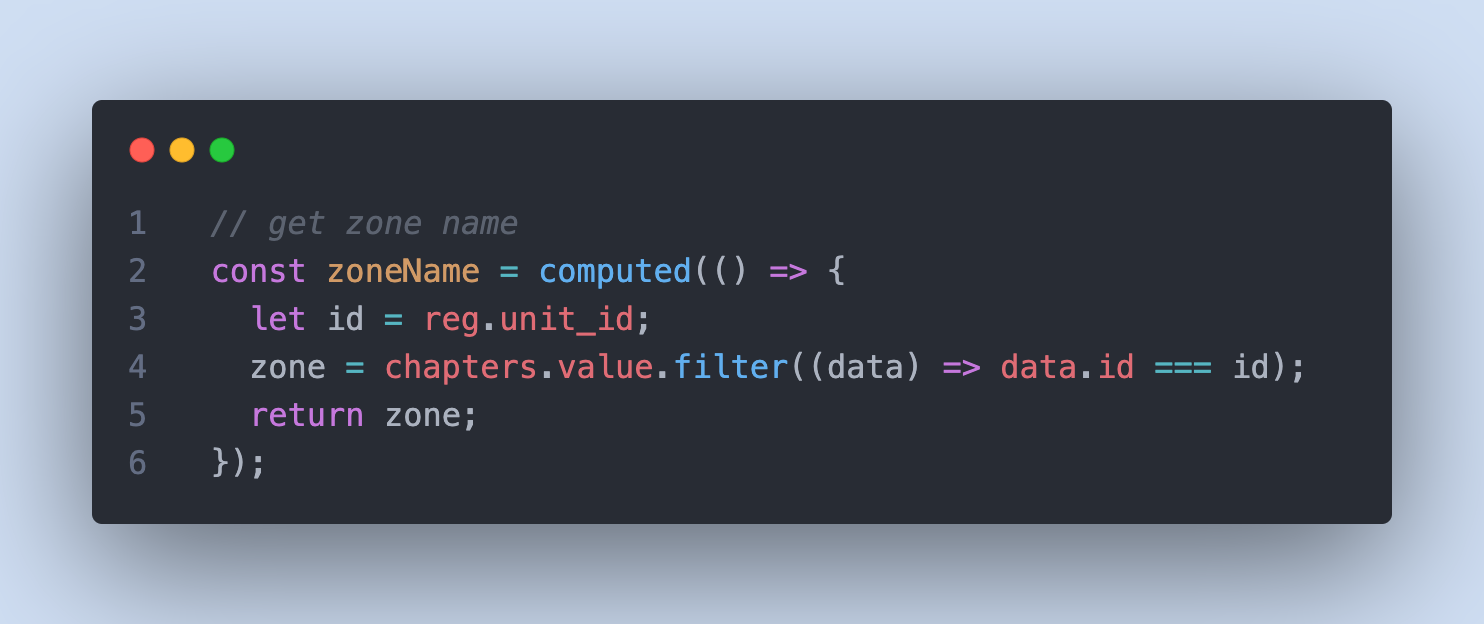 1 // get zone name
2 const zoneName = computed(() => {
3   let id = reg.unit_id;
4   zone = chapters.value.filter((data) => data.id === id);
5   return zone;
6 });